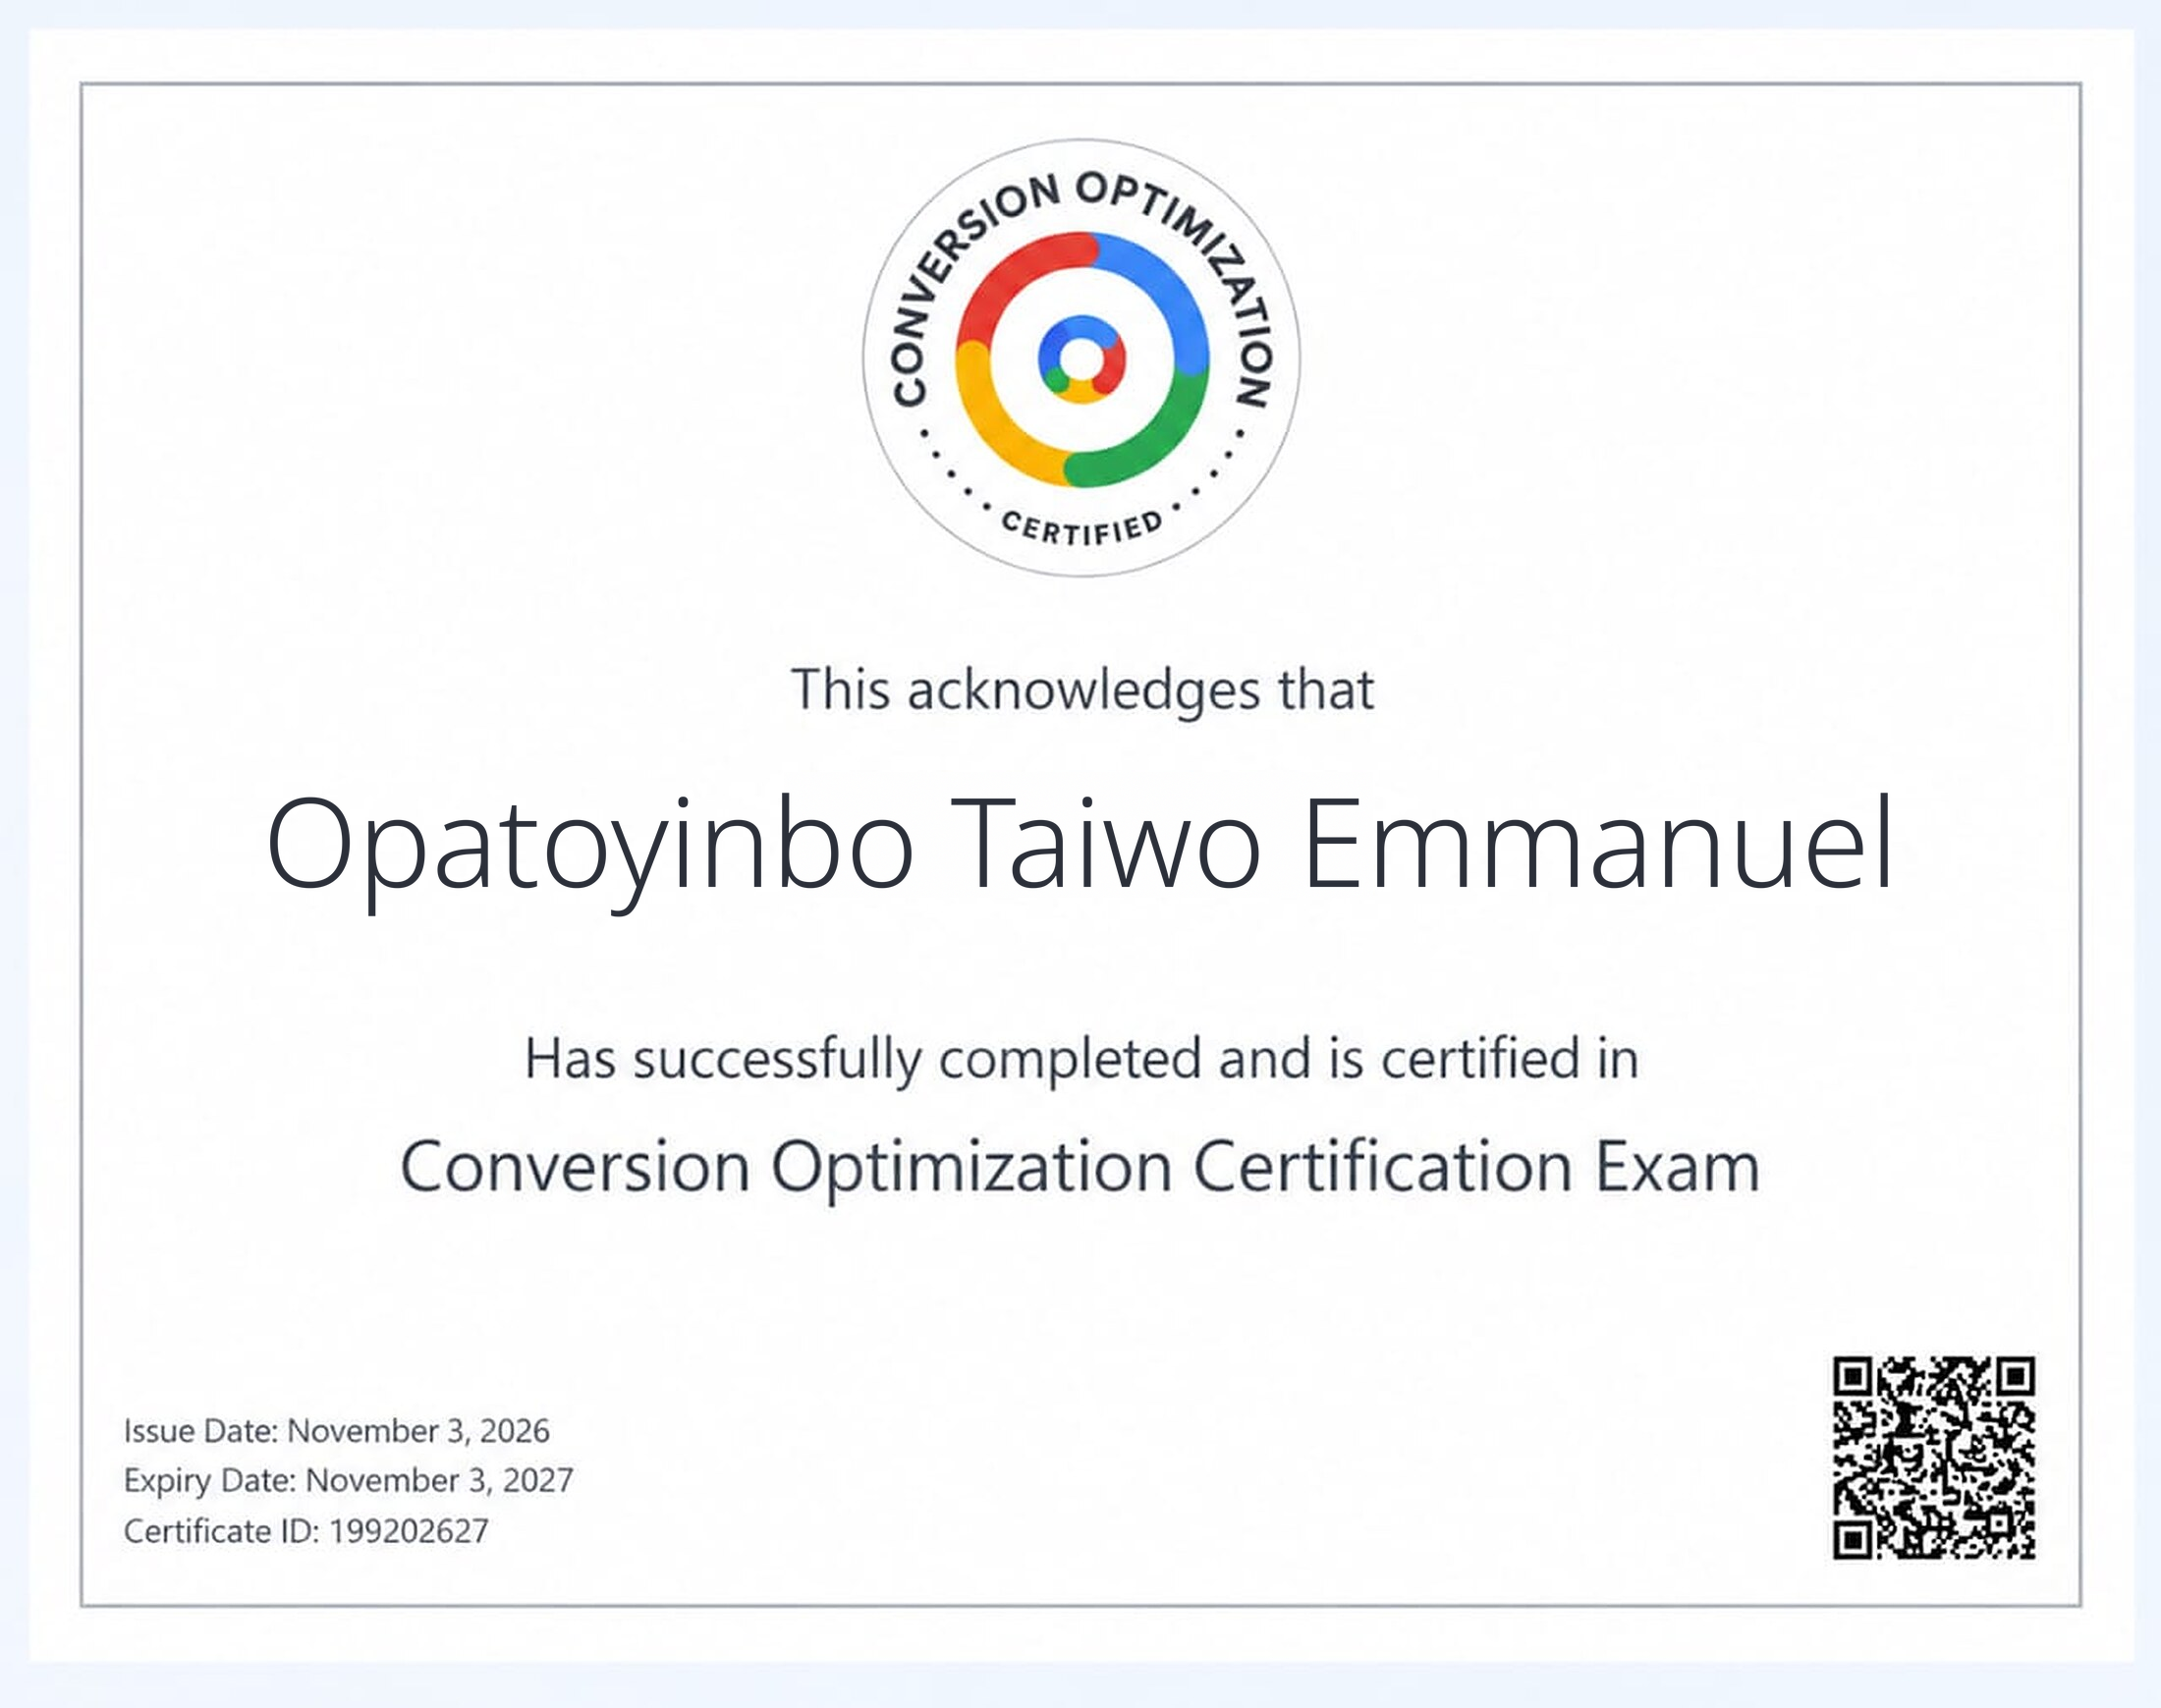 CONVERSION OPTIMIZATION
CERTIFIED
This acknowledges that
Opatoyinbo Taiwo Emmanuel
Has successfully completed and is certified in
Conversion Optimization Certification Exam
Issue Date: November 3, 2026
Expiry Date: November 3, 2027
Certificate ID: 199202627